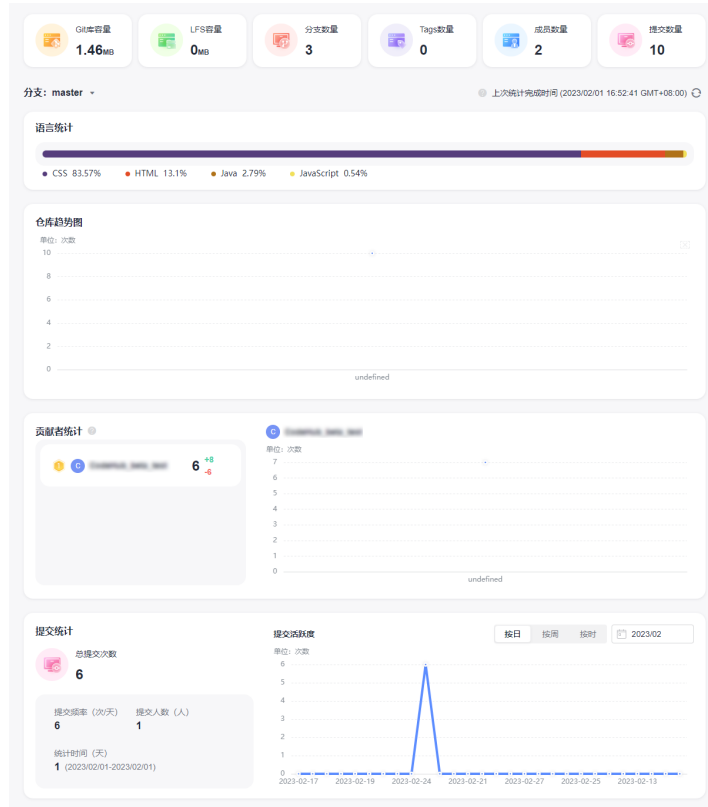 Git库容量
1.46MB
LFS容量
0MB
分支数量
3
Tags数量
0
成员数量
2
提交数量
10
分支：master
上次统计完成时间 (2023/02/01 16:52:41 GMT+08:00)
语言统计
CSS 83.57% HTML 13.1% Java 2.79% JavaScript 0.54%
仓库趋势图
单位：次数
10
8
6
4
2
0
undefined
贡献者统计
1 C 6 +8
-6
C
单位：次数
7
6
5
4
3
2
1
0
undefined
提交统计
总提交次数
6
提交频率（次/天） 提交人数（人）
6 1
统计时间（天）
1 (2023/02/01-2023/02/01)
提交活跃度 按日 按周 按时 2023/02
单位：次数
6
5
4
3
2
1
0
2023-02-17 2023-02-19 2023-02-24 2023-02-21 2023-02-27 2023-02-25 2023-02-13